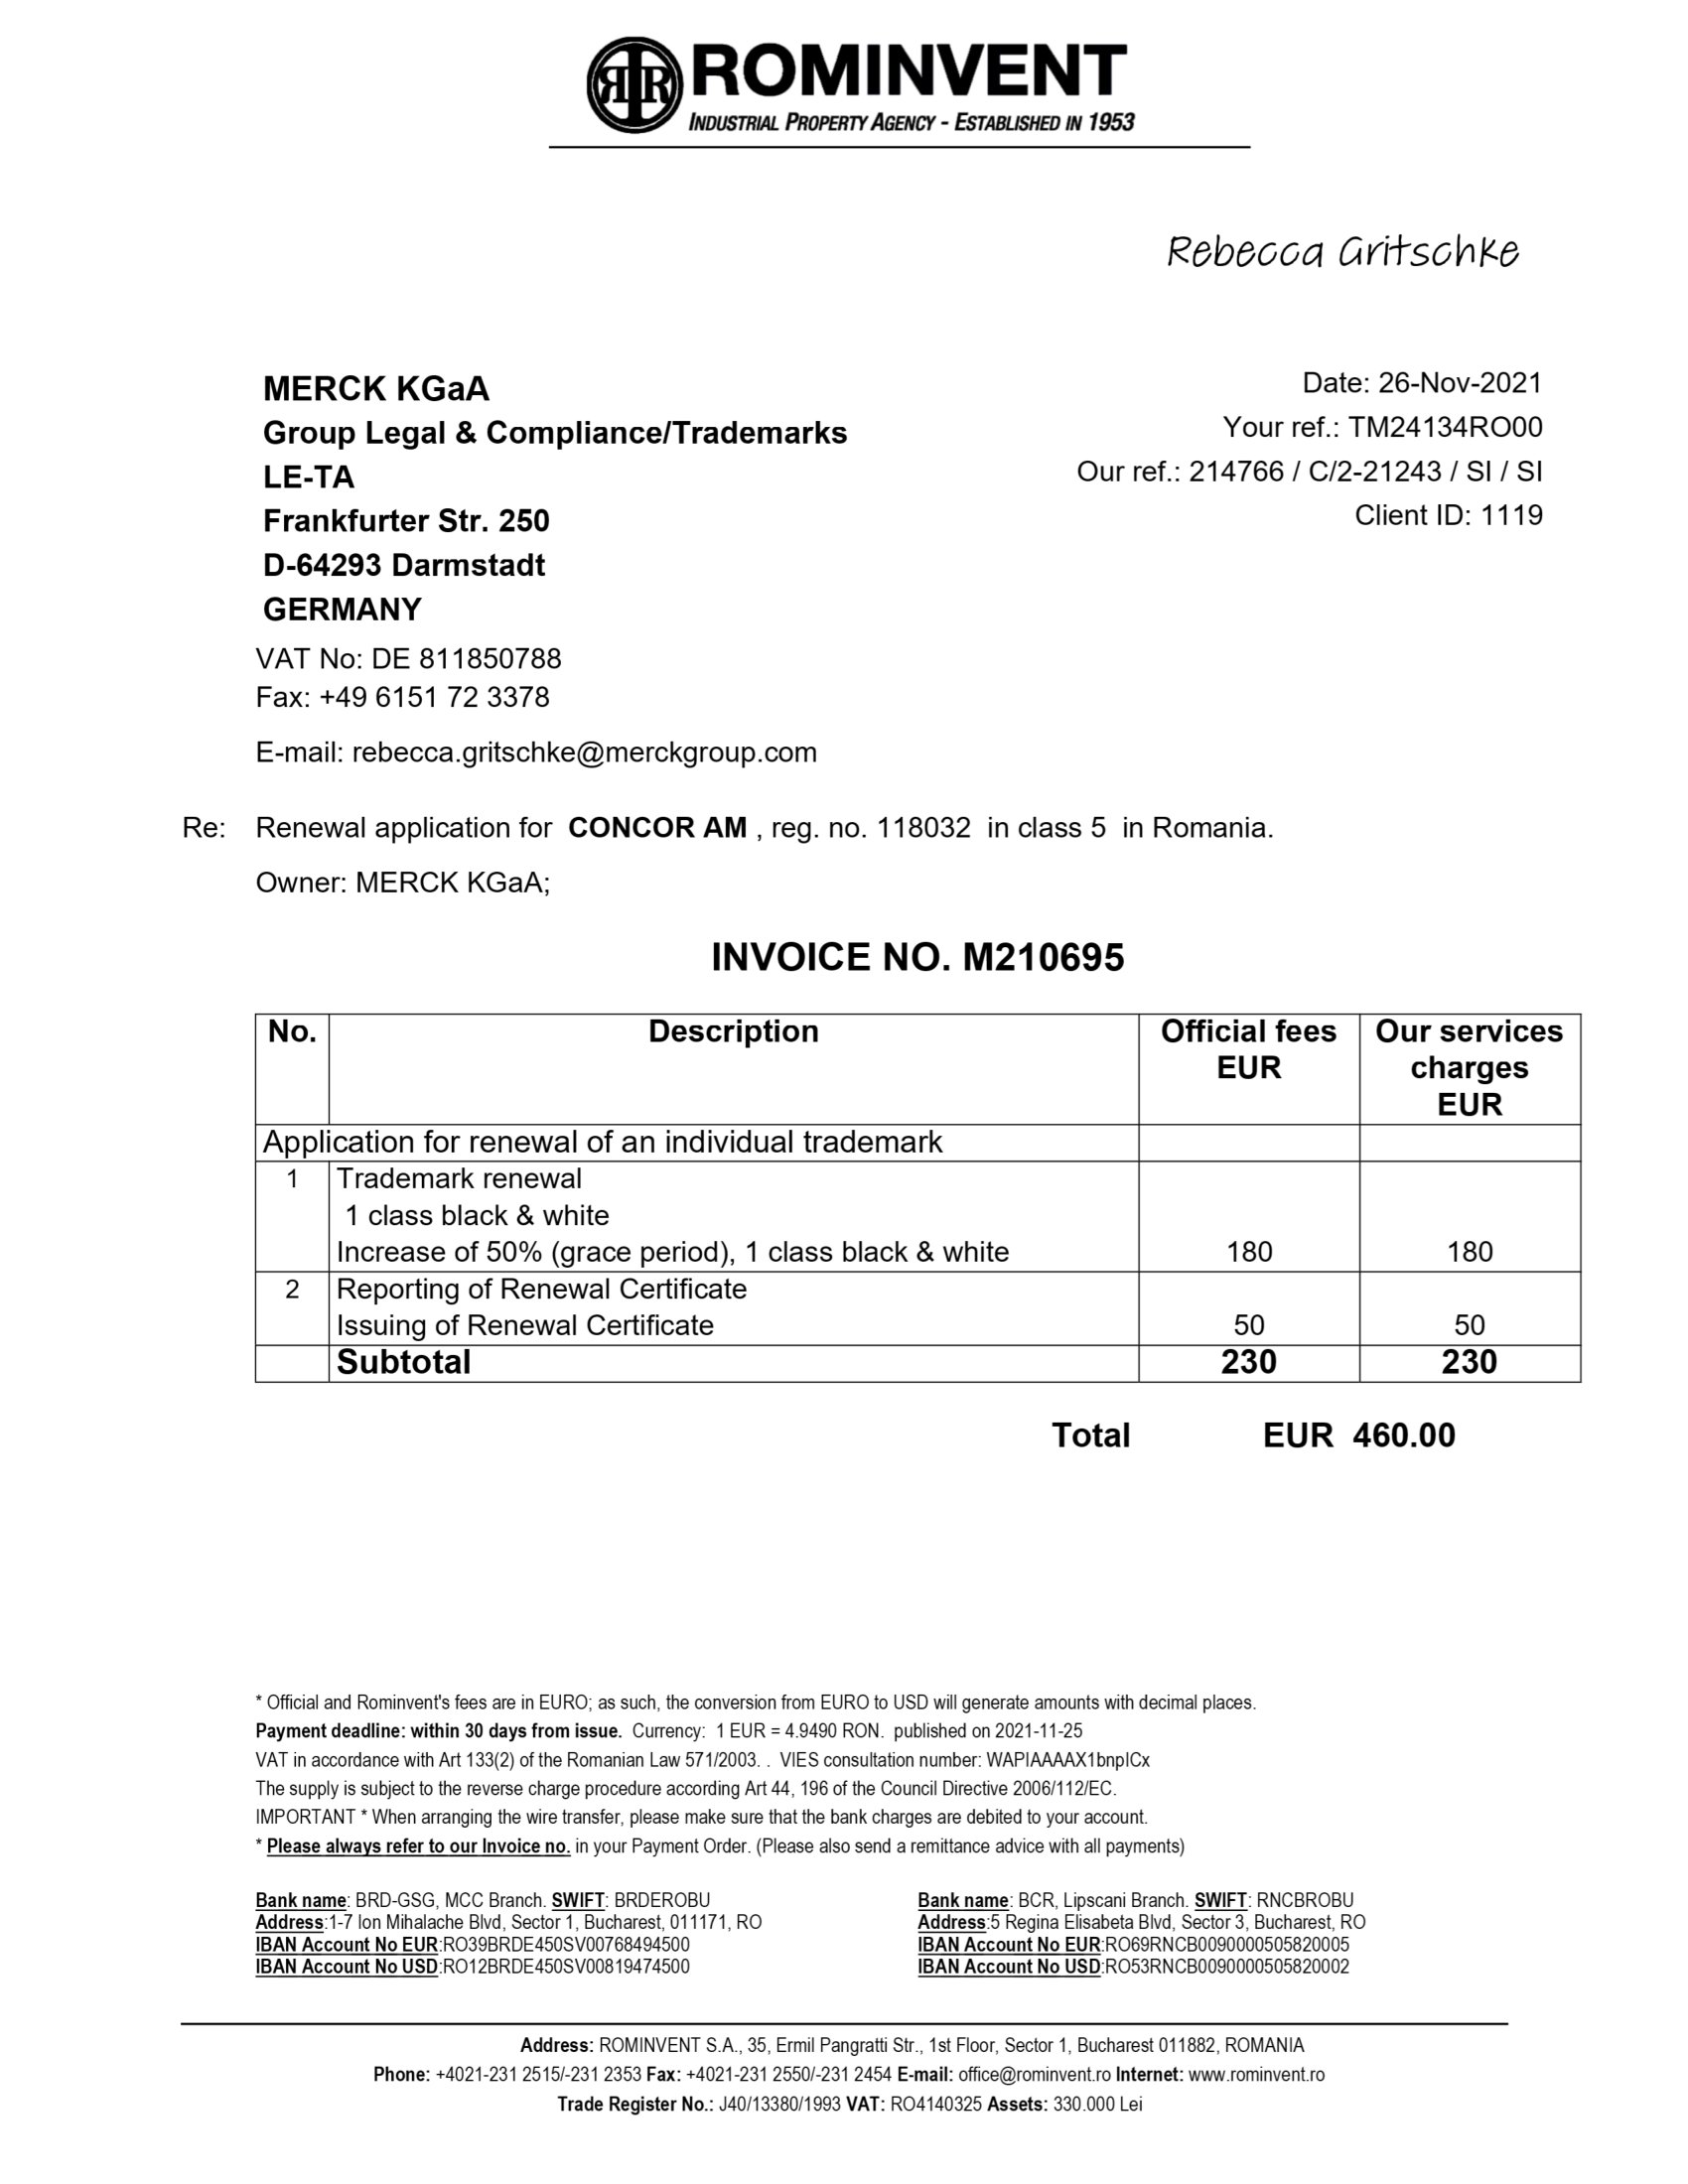 ROMINVENT
INDUSTRIAL PROPERTY AGENCY - ESTABLISHED IN 1953
Rebecca Gritschke
MERCK KGaA
Group Legal & Compliance/Trademarks
LE-TA
Frankfurter Str. 250
D-64293 Darmstadt
GERMANY
VAT No: DE 811850788
Fax: +49 6151 72 3378
E-mail: rebecca.gritschke@merckgroup.com
Date: 26-Nov-2021
Your ref.: TM24134RO00
Our ref.: 214766 / C/2-21243 / SI / SI
Client ID: 1119
Re: Renewal application for CONCOR AM , reg. no. 118032 in class 5 in Romania.
Owner: MERCK KGaA;
INVOICE NO. M210695
No. Description Official fees EUR Our services charges EUR
Application for renewal of an individual trademark
1 Trademark renewal
1 class black & white
Increase of 50% (grace period), 1 class black & white 180 180
2 Reporting of Renewal Certificate
Issuing of Renewal Certificate 50 50
Subtotal 230 230
Total EUR 460.00
* Official and Rominvent's fees are in EURO; as such, the conversion from EURO to USD will generate amounts with decimal places.
Payment deadline: within 30 days from issue. Currency: 1 EUR = 4.9490 RON. published on 2021-11-25
VAT in accordance with Art 133(2) of the Romanian Law 571/2003. . VIES consultation number: WAPIAAAAX1bnpICx
The supply is subject to the reverse charge procedure according Art 44, 196 of the Council Directive 2006/112/EC.
IMPORTANT * When arranging the wire transfer, please make sure that the bank charges are debited to your account.
* Please always refer to our Invoice no. in your Payment Order. (Please also send a remittance advice with all payments)
Bank name: BRD-GSG, MCC Branch. SWIFT: BRDEROBU
Address:1-7 Ion Mihalache Blvd, Sector 1, Bucharest, 011171, RO
IBAN Account No EUR:RO39BRDE450SV00768494500
IBAN Account No USD:RO12BRDE450SV00819474500
Bank name: BCR, Lipscani Branch. SWIFT: RNCBROBU
Address:5 Regina Elisabeta Blvd, Sector 3, Bucharest, RO
IBAN Account No EUR:RO69RNCB0090000505820005
IBAN Account No USD:RO53RNCB0090000505820002
Address: ROMINVENT S.A., 35, Ermil Pangratti Str., 1st Floor, Sector 1, Bucharest 011882, ROMANIA
Phone: +4021-231 2515/-231 2353 Fax: +4021-231 2550/-231 2454 E-mail: office@rominvent.ro Internet: www.rominvent.ro
Trade Register No.: J40/13380/1993 VAT: RO4140325 Assets: 330.000 Lei